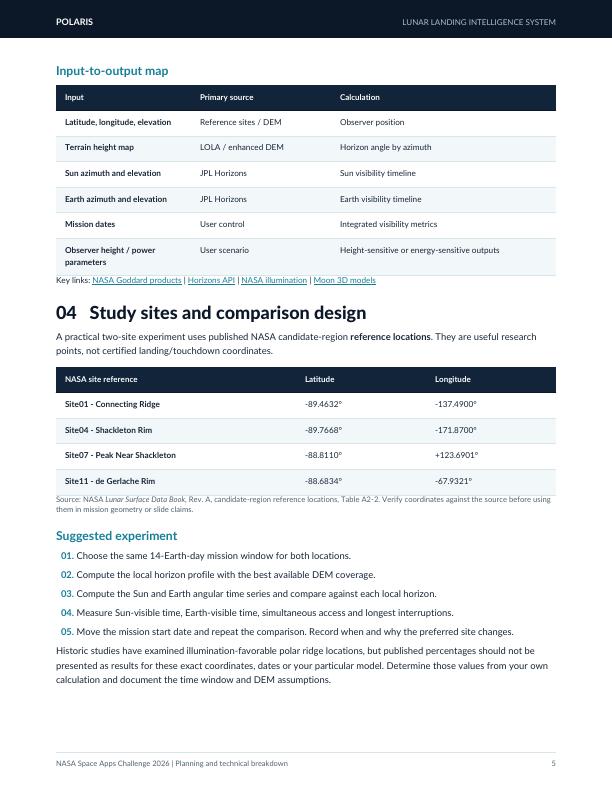 POLARIS
LUNAR LANDING INTELLIGENCE SYSTEM
Input-to-output map
Input Primary source Calculation
Latitude, longitude, elevation Reference sites / DEM Observer position
Terrain height map LOLA / enhanced DEM Horizon angle by azimuth
Sun azimuth and elevation JPL Horizons Sun visibility timeline
Earth azimuth and elevation JPL Horizons Earth visibility timeline
Mission dates User control Integrated visibility metrics
Observer height / power User scenario Height-sensitive or energy-sensitive outputs
parameters
Key links: NASA Goddard products | Horizons API | NASA illumination | Moon 3D models
04 Study sites and comparison design
A practical two-site experiment uses published NASA candidate-region reference locations. They are useful research
points, not certified landing/touchdown coordinates.
NASA site reference Latitude Longitude
Site01 - Connecting Ridge -89.4632° -137.4900°
Site04 - Shackleton Rim -89.7668° -171.8700°
Site07 - Peak Near Shackleton -88.8110° +123.6901°
Site11 - de Gerlache Rim -88.6834° -67.9321°
Source: NASA Lunar Surface Data Book, Rev. A, candidate-region reference locations, Table A2-2. Verify coordinates against the source before using
them in mission geometry or slide claims.
Suggested experiment
01. Choose the same 14-Earth-day mission window for both locations.
02. Compute the local horizon profile with the best available DEM coverage.
03. Compute the Sun and Earth angular time series and compare against each local horizon.
04. Measure Sun-visible time, Earth-visible time, simultaneous access and longest interruptions.
05. Move the mission start date and repeat the comparison. Record when and why the preferred site changes.
Historic studies have examined illumination-favorable polar ridge locations, but published percentages should not be
presented as results for these exact coordinates, dates or your particular model. Determine those values from your own
calculation and document the time window and DEM assumptions.
NASA Space Apps Challenge 2026 | Planning and technical breakdown
5